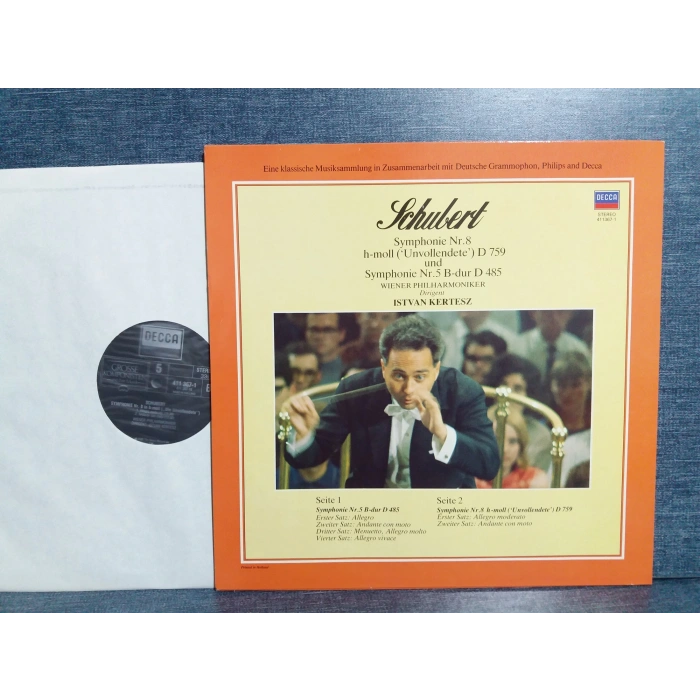 Eine klassische Musiksammlung in Zusammenarbeit mit Deutsche Grammophon, Philips and Decca
DECCA
STEREO
Schubert
Symphonie Nr.8
h-moll (‘Unvollendete’) D 759
und
Symphonie Nr.5 B-dur D 485
WIENER PHILHARMONIKER
Dirigent
ISTVAN KERTESZ
Seite 1
Symphonie Nr.5 B-dur D 485
Erster Satz: Allegro
Zweiter Satz: Andante con moto
Dritter Satz: Menuetto, Allegro molto
Vierter Satz: Allegro vivace
Seite 2
Symphonie Nr.8 h-moll (‘Unvollendete’) D 759
Erster Satz: Allegro moderato
Zweiter Satz: Andante con moto
DECCA
GROSSE
SCHUBERT